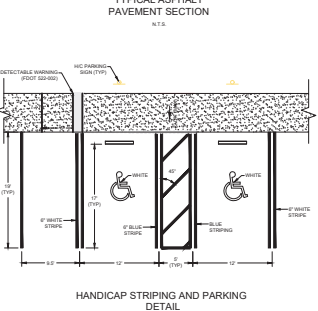 TYPICAL ASPHALT
PAVEMENT SECTION
N.T.S.
H/C PARKING
SIGN (TYP)
DETECTABLE WARNING
(FDOT 522-002)
19'
(TYP)
17'
(TYP)
WHITE
45°
WHITE
6" WHITE
STRIPE
6" BLUE
STRIPE
BLUE
STRIPING
6" WHITE
STRIPE
9.5'
12'
5'
(TYP)
12'
HANDICAP STRIPING AND PARKING
DETAIL